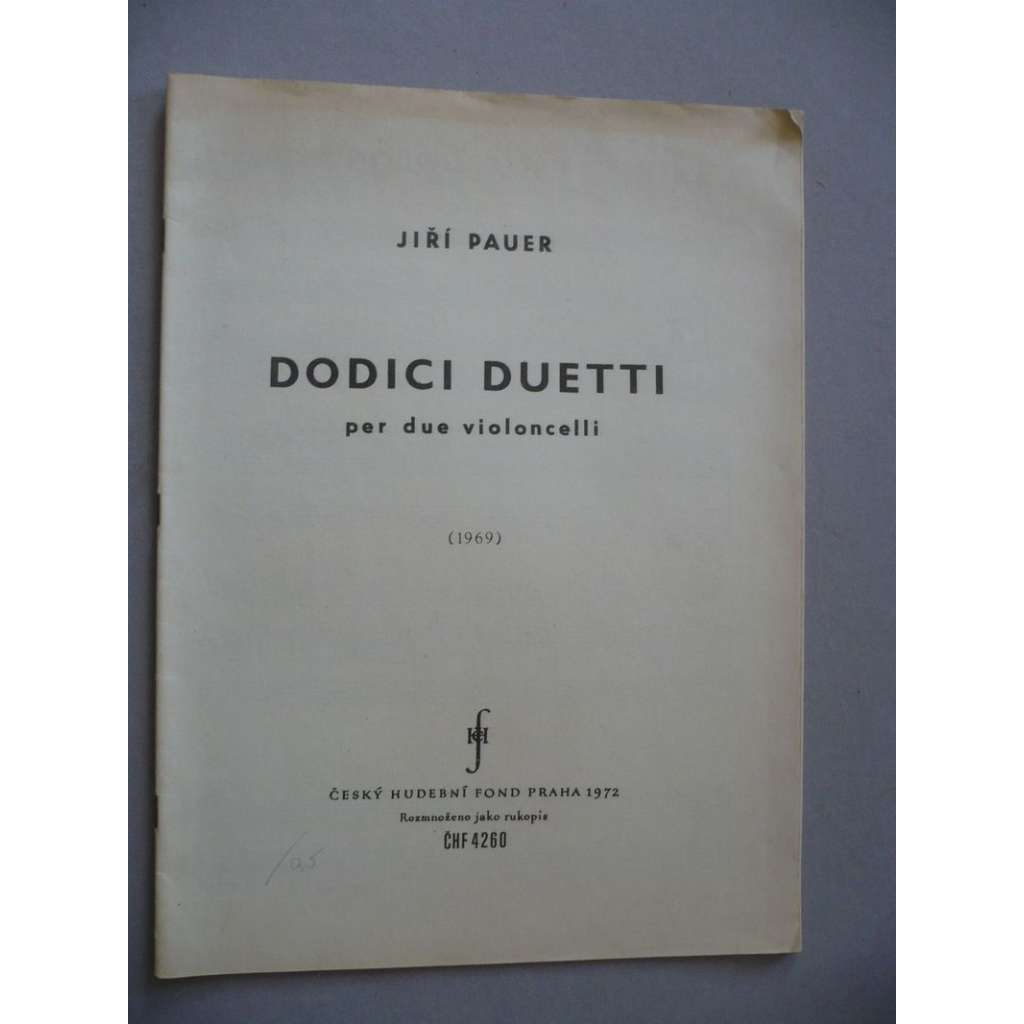 JIŘÍ PAUER
DODICI DUETTI
per due violoncelli
(1969)
ČESKÝ HUDEBNÍ FOND PRAHA 1972
Rozmnoženo jako rukopis
ČHF 4260